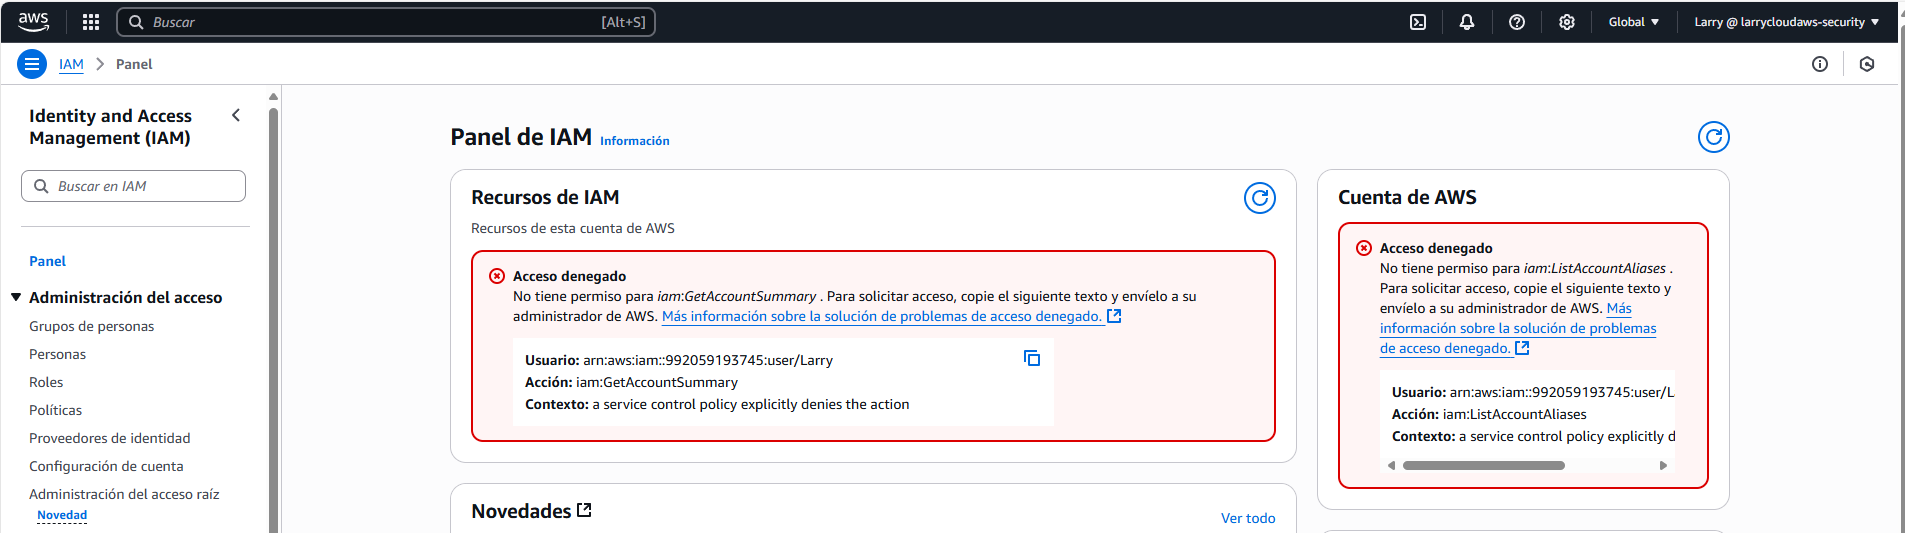 aws
Buscar
[Alt+S]
Global
Larry @ larrycloudaws-security
IAM
Panel
Identity and Access
Management (IAM)
Buscar en IAM
Panel
Administración del acceso
Grupos de personas
Personas
Roles
Políticas
Proveedores de identidad
Configuración de cuenta
Administración del acceso raíz
Novedad
Panel de IAM Información
Recursos de IAM
Recursos de esta cuenta de AWS
Acceso denegado
No tiene permiso para iam:GetAccountSummary . Para solicitar acceso, copie el siguiente texto y envíelo a su
administrador de AWS. Más información sobre la solución de problemas de acceso denegado.
Usuario: arn:aws:iam::992059193745:user/Larry
Acción: iam:GetAccountSummary
Contexto: a service control policy explicitly denies the action
Novedades
Ver todo
Cuenta de AWS
Acceso denegado
No tiene permiso para iam:ListAccountAliases .
Para solicitar acceso, copie el siguiente texto y
envíelo a su administrador de AWS. Más
información sobre la solución de problemas
de acceso denegado.
Usuario: arn:aws:iam::992059193745:user/L
Acción: iam:ListAccountAliases
Contexto: a service control policy explicitly d